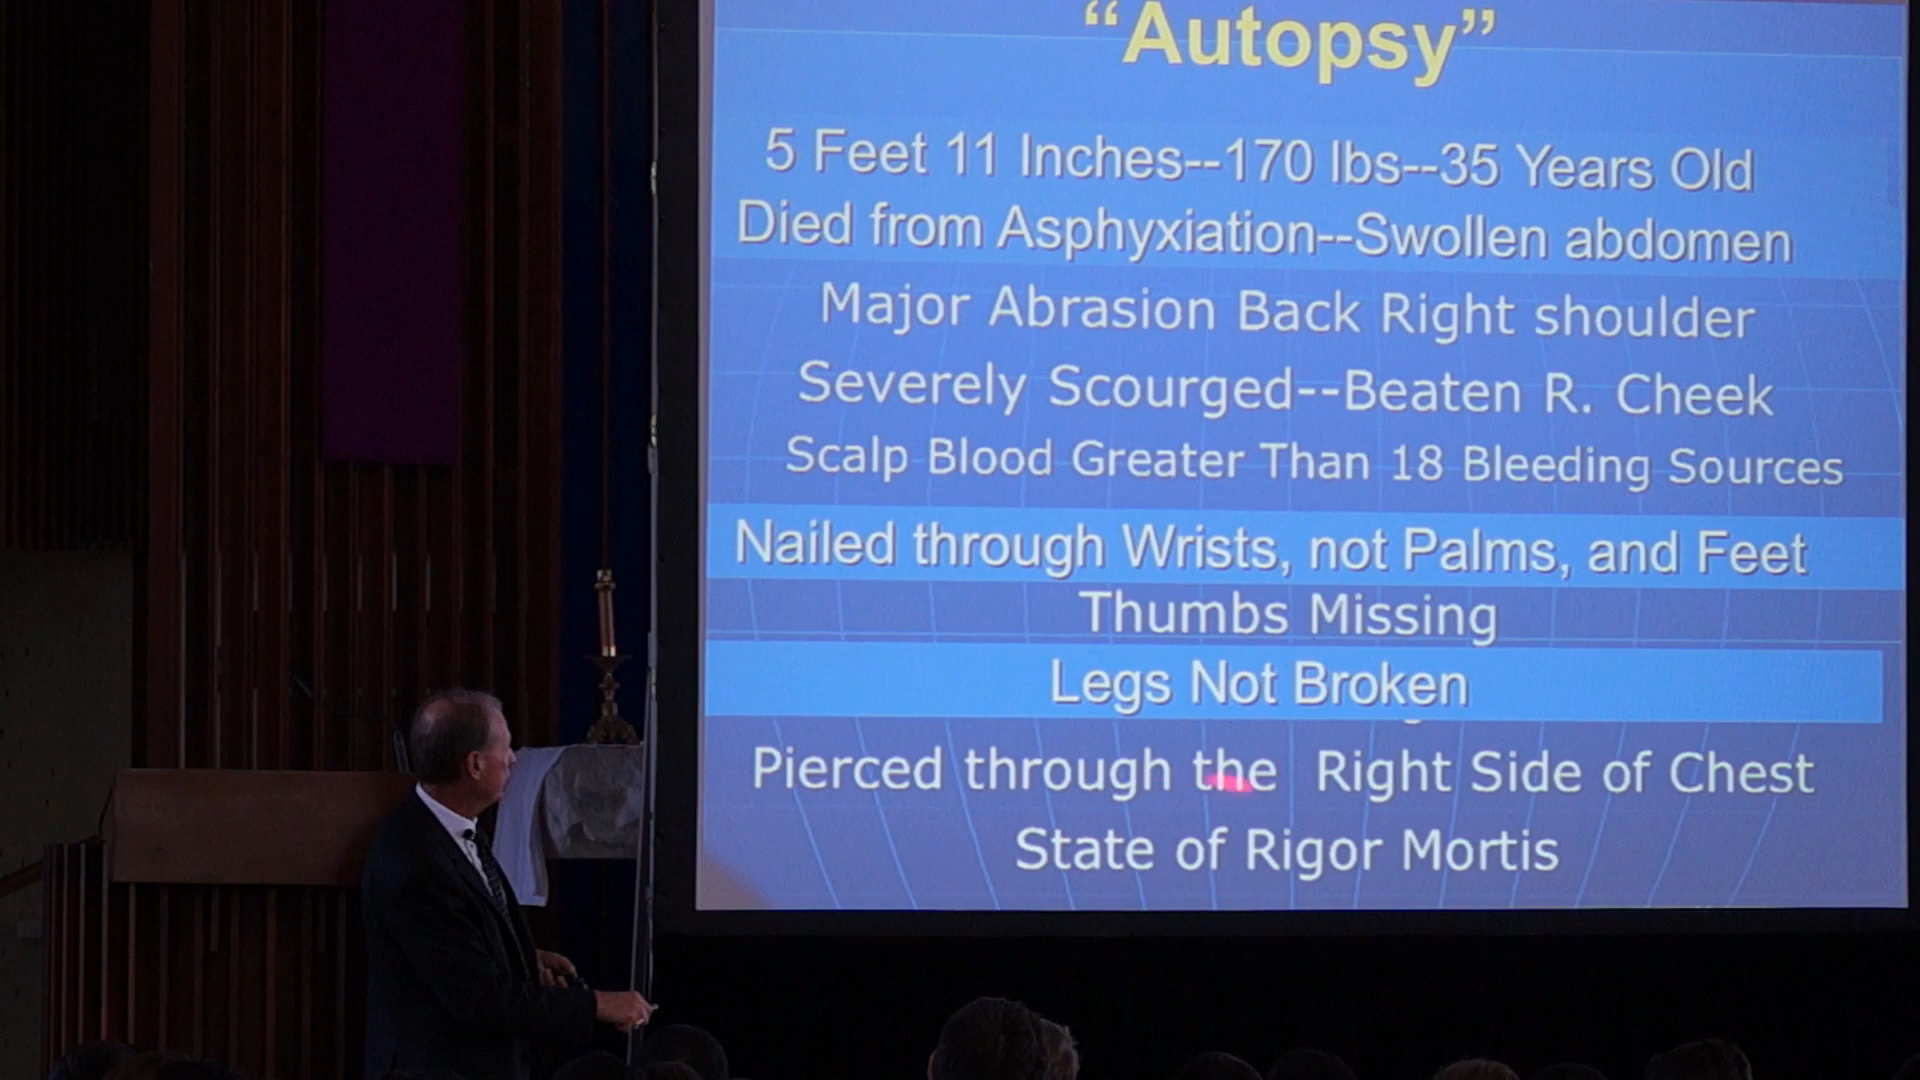 “Autopsy”
5 Feet 11 Inches--170 lbs--35 Years Old
Died from Asphyxiation--Swollen abdomen
Major Abrasion Back Right shoulder
Severely Scourged--Beaten R. Cheek
Scalp Blood Greater Than 18 Bleeding Sources
Nailed through Wrists, not Palms, and Feet
Thumbs Missing
Legs Not Broken
Pierced through the Right Side of Chest
State of Rigor Mortis